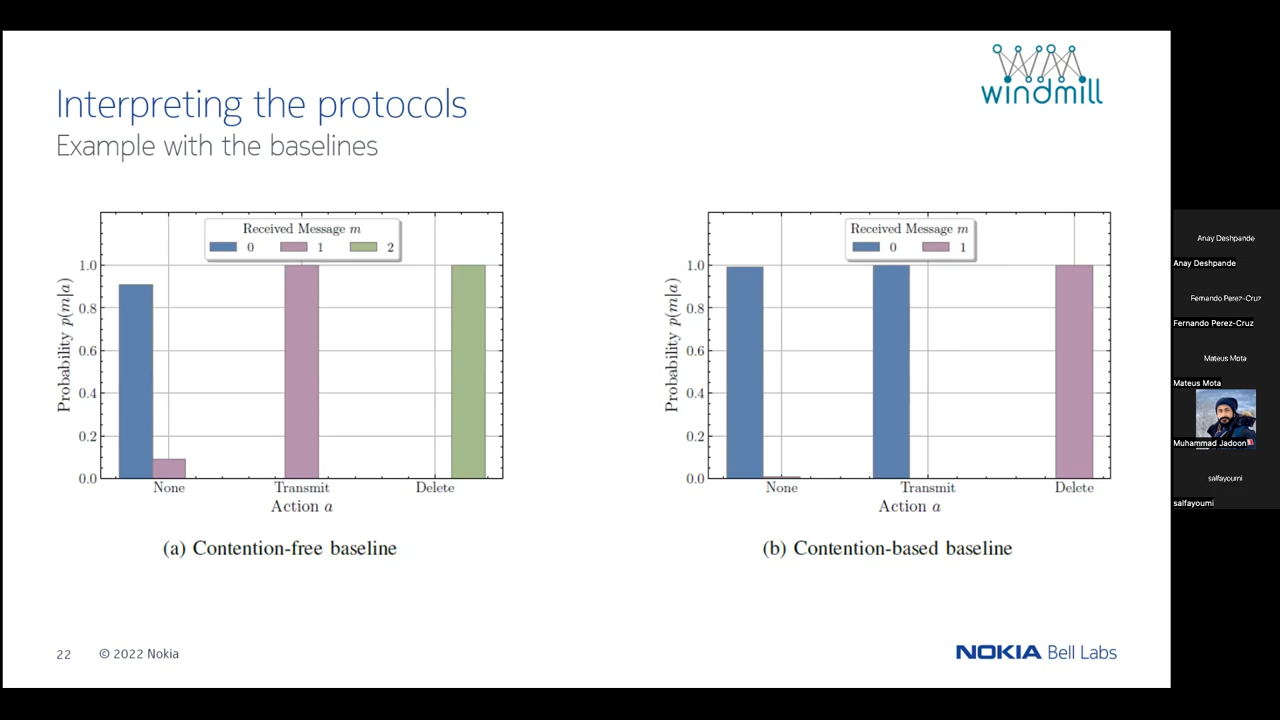 windmill
Interpreting the protocols
Example with the baselines
Received Message m
0 1 2
Probability p(m|a)
1.0
0.8
0.6
0.4
0.2
0.0
None Transmit Delete
Action a
(a) Contention-free baseline
Received Message m
0 1
Probability p(m|a)
1.0
0.8
0.6
0.4
0.2
0.0
None Transmit Delete
Action a
(b) Contention-based baseline
22 © 2022 Nokia
NOKIA Bell Labs
Anay Deshpande
Anay Deshpande
Fernando Perez-Cruz
Fernando Perez-Cruz
Mateus Mota
Mateus Mota
Muhammad Jadoon
salfayoumi
salfayoumi